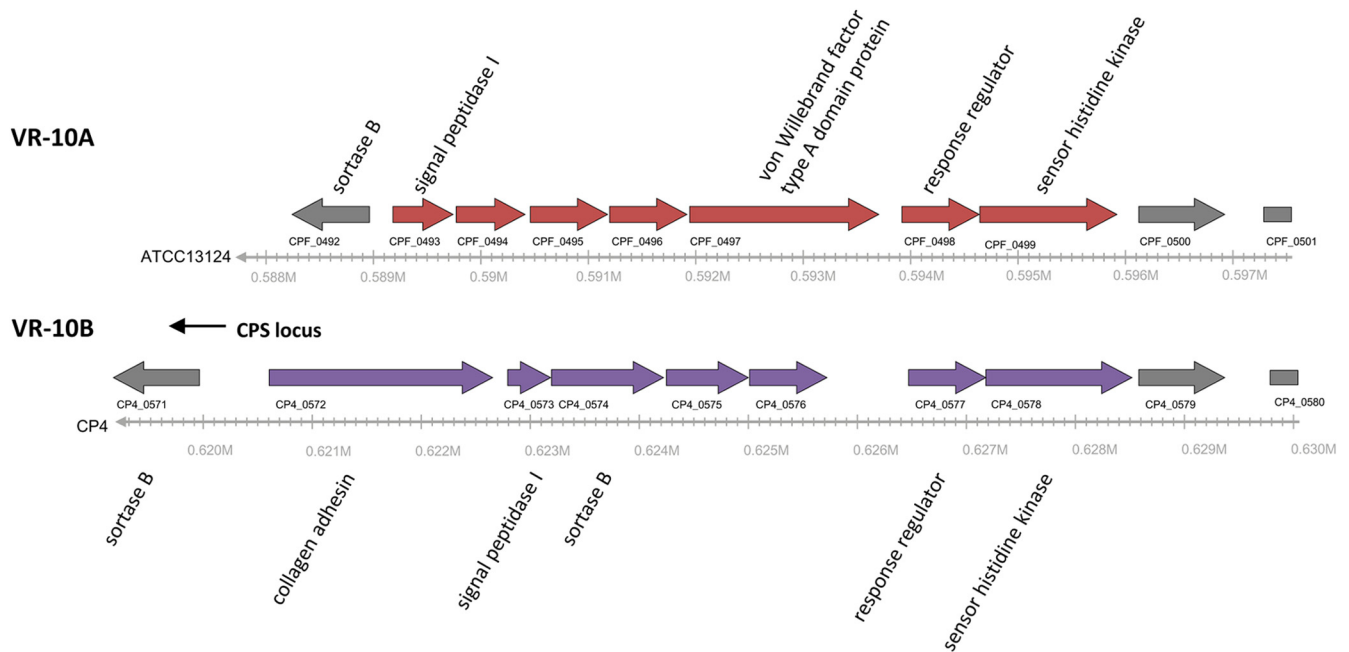 VR-10A
sortase B
signal peptidase I
von Willebrand factor
type A domain protein
response regulator
sensor histidine kinase
CPF_0492 CPF_0493 CPF_0494 CPF_0495 CPF_0496 CPF_0497 CPF_0498 CPF_0499 CPF_0500 CPF_0501
ATCC13124
0.588M 0.589M 0.59M 0.591M 0.592M 0.593M 0.594M 0.595M 0.596M 0.597M
VR-10B
CPS locus
CP4_0571 CP4_0572 CP4_0573 CP4_0574 CP4_0575 CP4_0576 CP4_0577 CP4_0578 CP4_0579 CP4_0580
CP4
0.620M 0.621M 0.622M 0.623M 0.624M 0.625M 0.626M 0.627M 0.628M 0.629M 0.630M
sortase B
collagen adhesin
signal peptidase I
sortase B
response regulator
sensor histidine kinase